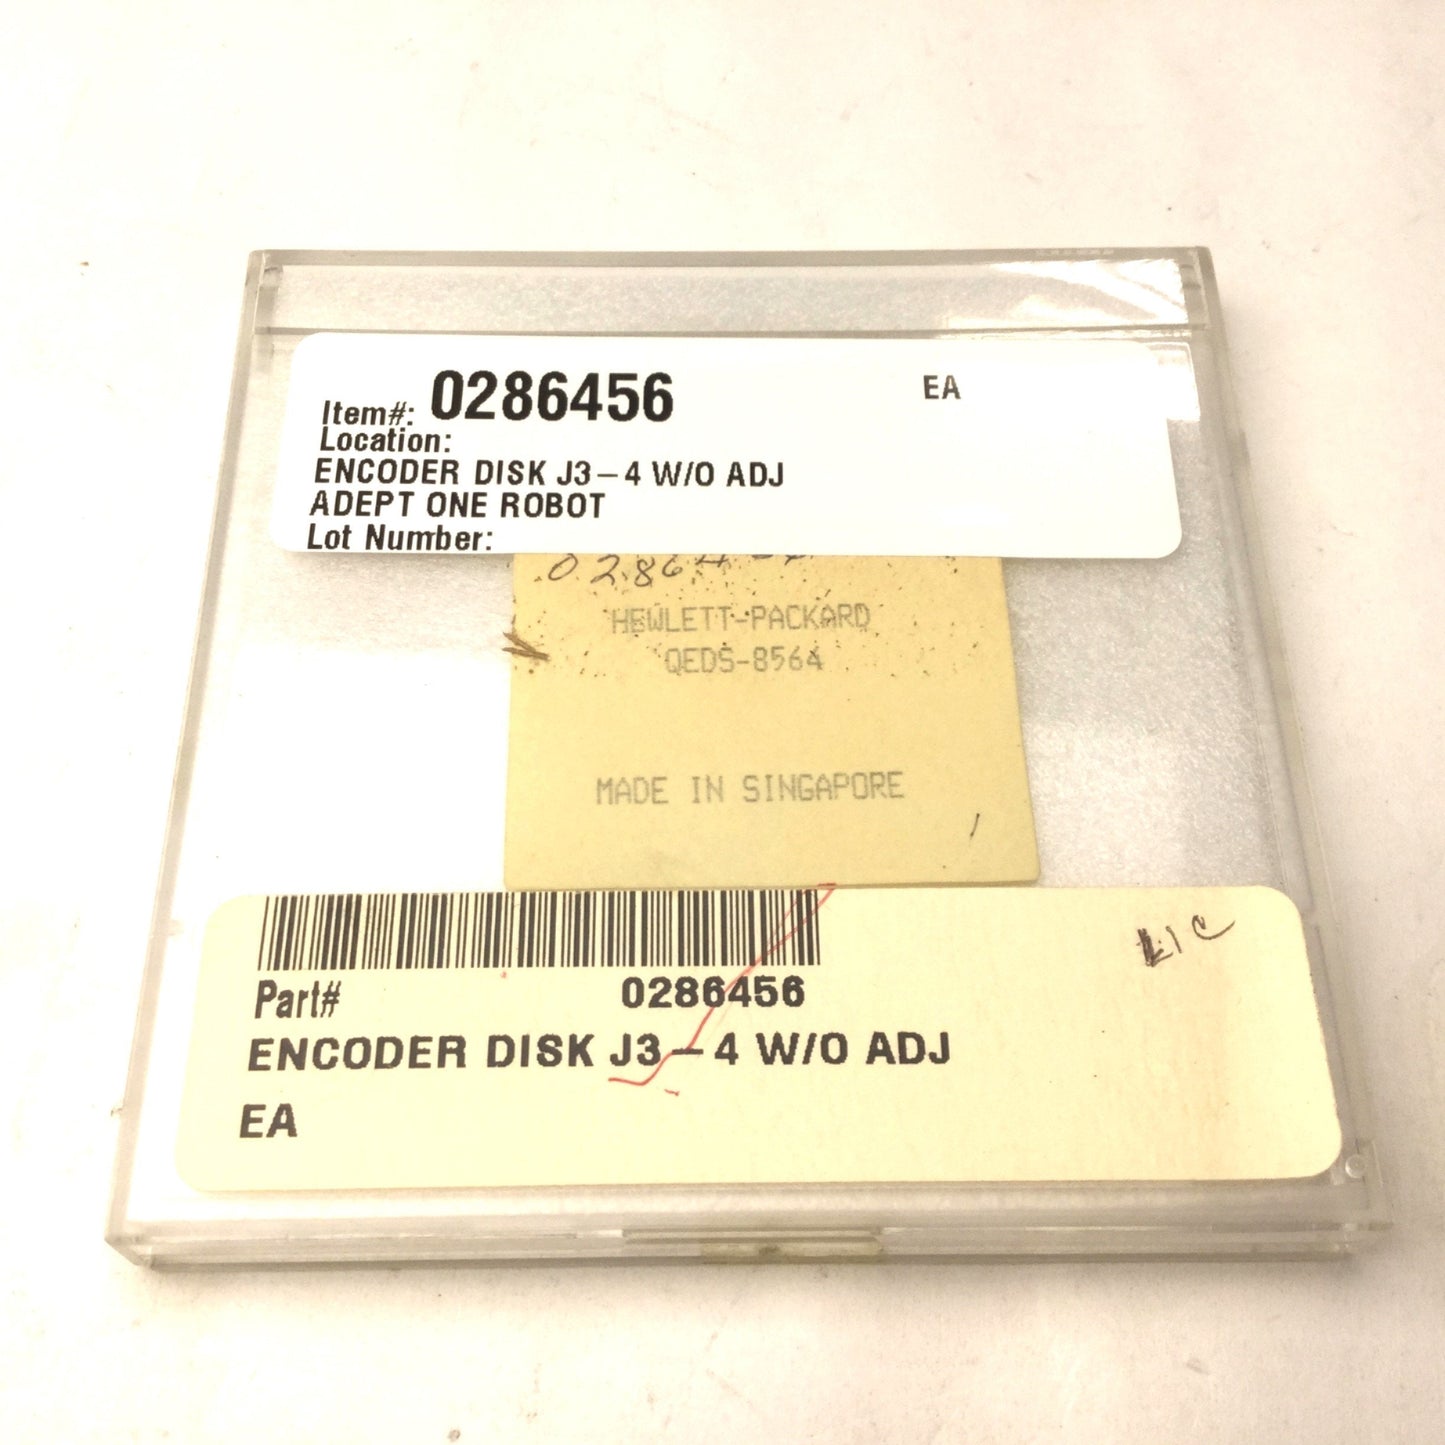 Item#: 0286456 EA
Location:
ENCODER DISK J3-4 W/O ADJ
ADEPT ONE ROBOT
Lot Number:
HEWLETT-PACKARD
QEDS-8564
MADE IN SINGAPORE
Part# 0286456
ENCODER DISK J3-4 W/O ADJ
EA